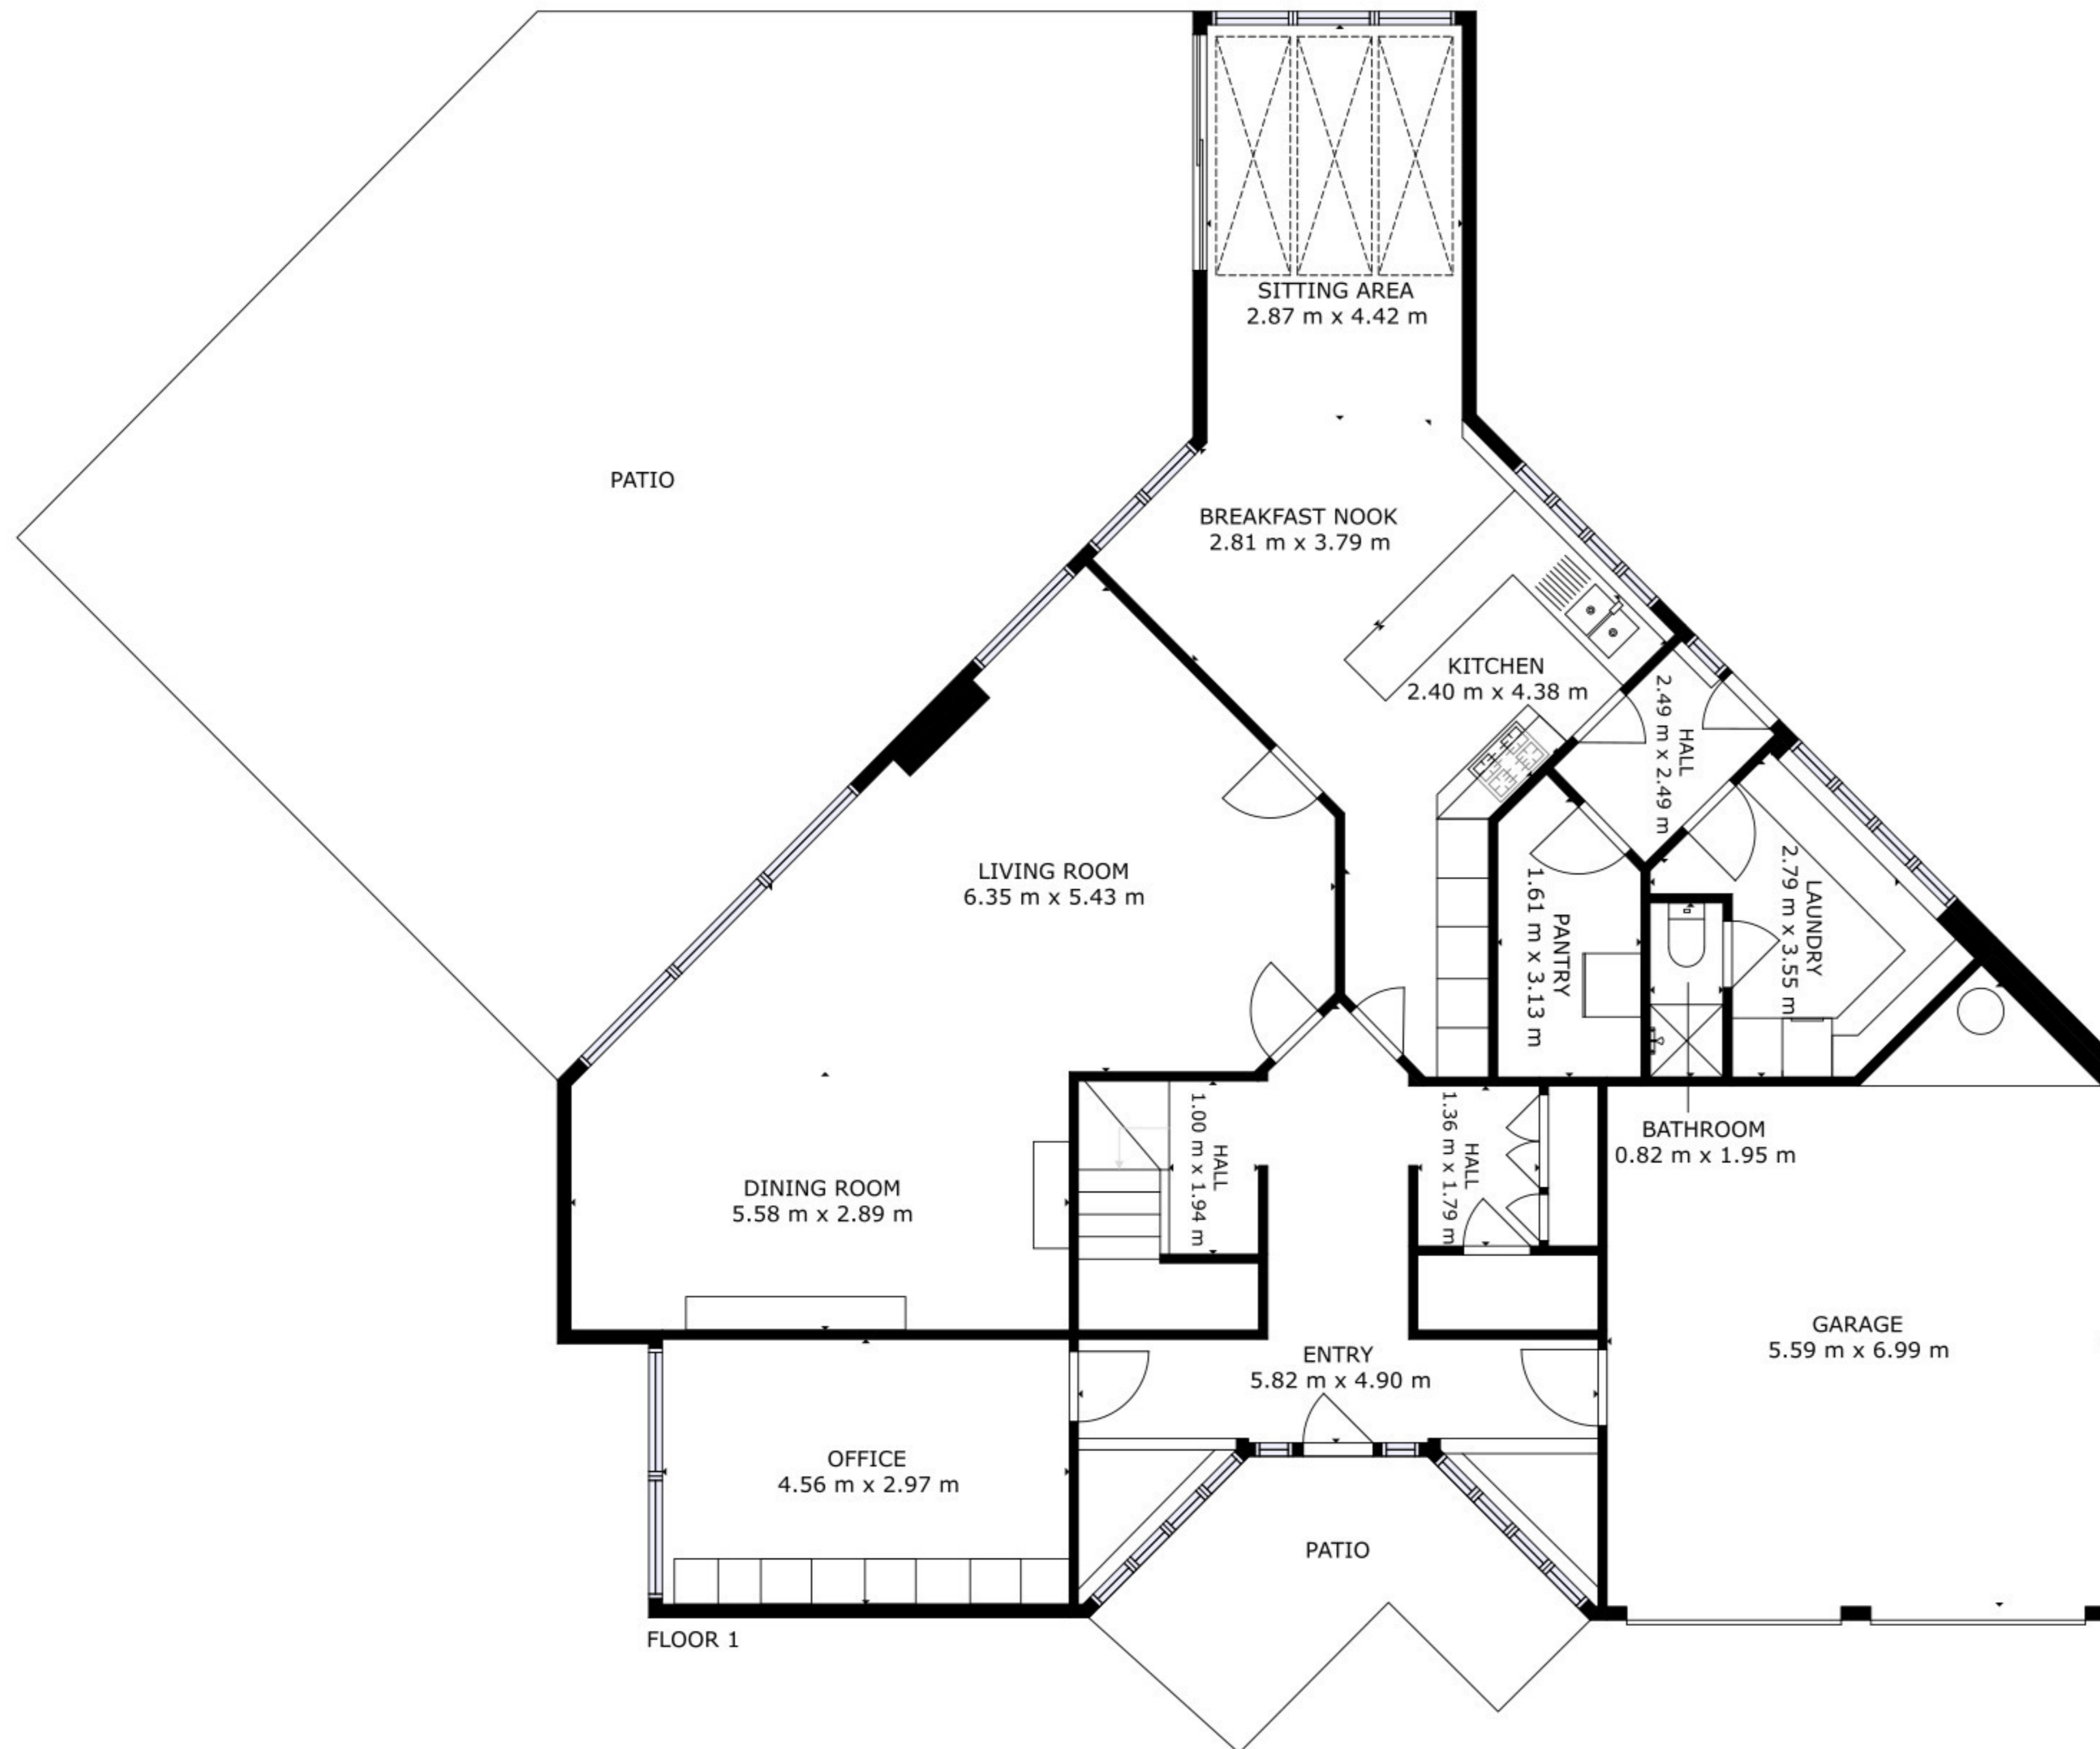 SITTING AREA
2.87 m x 4.42 m
PATIO
BREAKFAST NOOK
2.81 m x 3.79 m
KITCHEN
2.40 m x 4.38 m
HALL
2.49 m x 2.49 m
LIVING ROOM
6.35 m x 5.43 m
PANTRY
1.61 m x 3.13 m
LAUNDRY
2.79 m x 3.55 m
BATHROOM
0.82 m x 1.95 m
HALL
1.00 m x 1.94 m
HALL
1.36 m x 1.79 m
DINING ROOM
5.58 m x 2.89 m
GARAGE
5.59 m x 6.99 m
ENTRY
5.82 m x 4.90 m
OFFICE
4.56 m x 2.97 m
PATIO
FLOOR 1